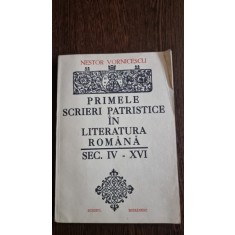 NESTOR VORNICESCU
PRIMELE
SCRIERI PATRISTICE
ÎN
LITERATURA
ROMÂNĂ
SEC. IV - XVI